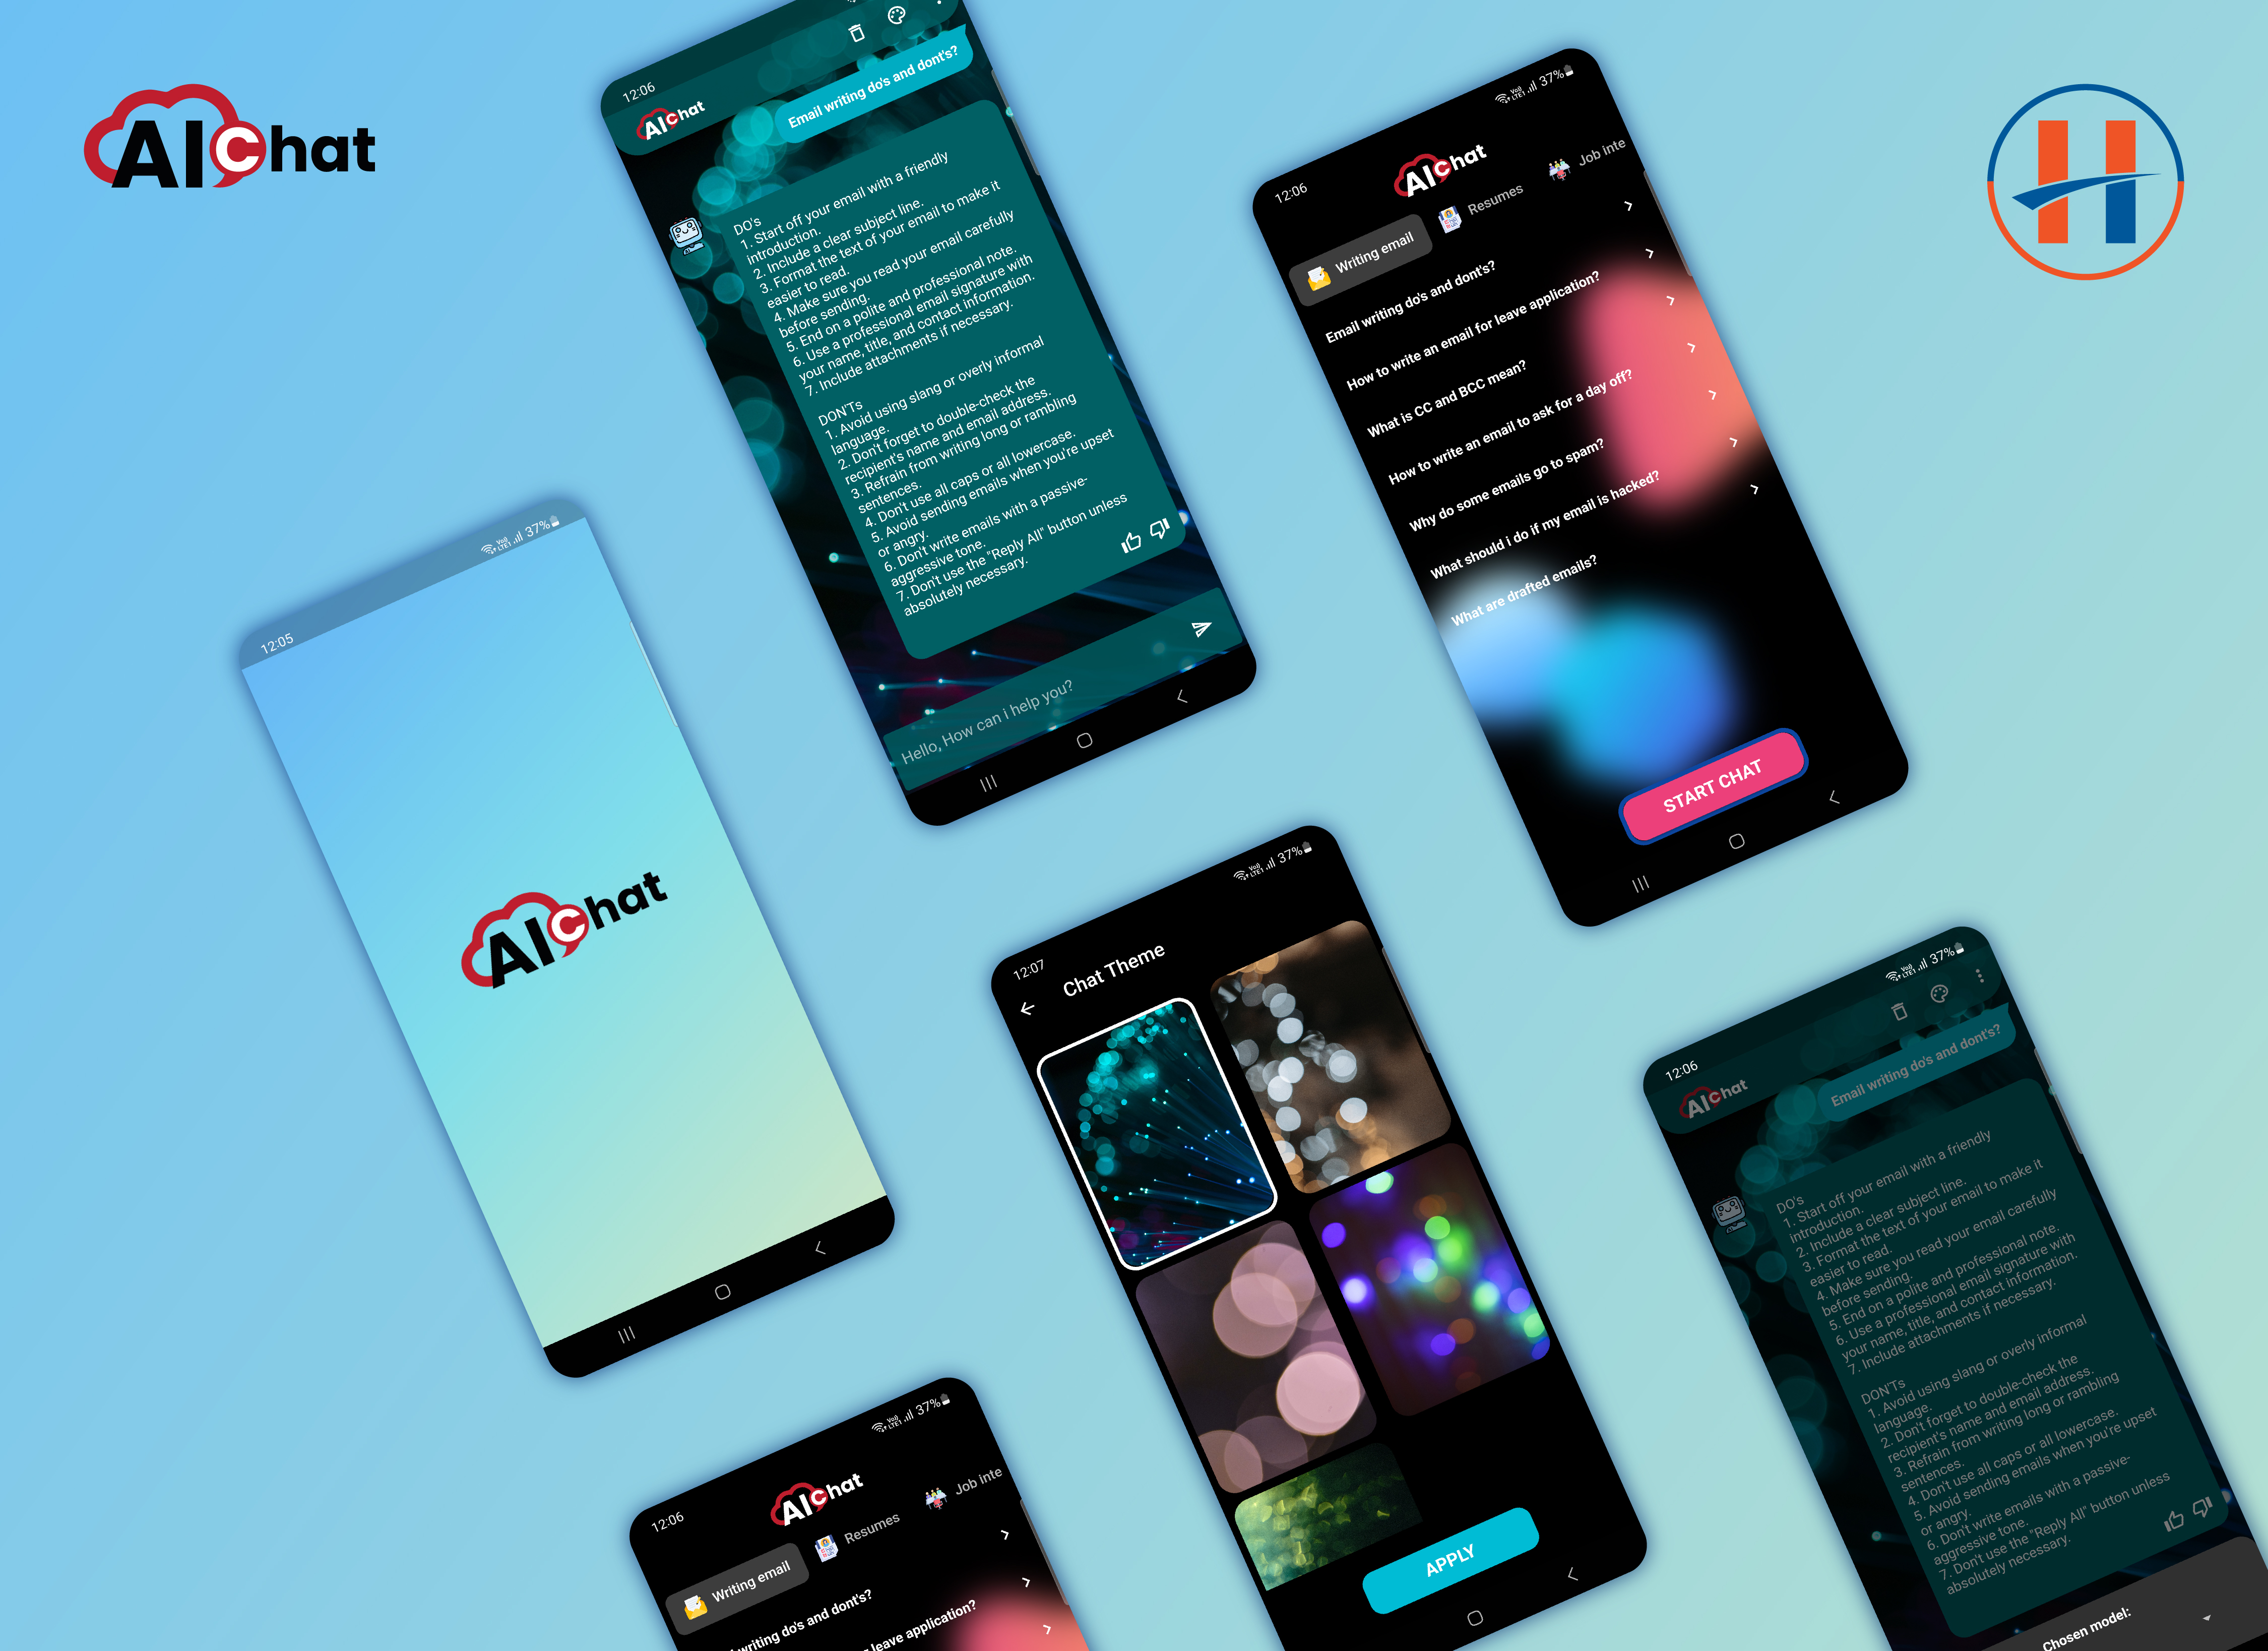 AIChat
H
12:06
AIChat
Email writing do's and dont's?
DO's
1. Start off your email with a friendly
introduction.
2. Include a clear subject line.
3. Format the text of your email to make it
easier to read.
4. Make sure you read your email carefully
before sending.
5. End on a polite and professional note.
6. Use a professional email signature with
your name, title, and contact information.
7. Include attachments if necessary.
DON'Ts
1. Avoid using slang or overly informal
language.
2. Don't forget to double-check the
recipient's name and email address.
3. Refrain from writing long or rambling
sentences.
4. Don't use all caps or all lowercase.
5. Avoid sending emails when you're upset
or angry.
6. Don't write emails with a passive-
aggressive tone.
7. Don't use the "Reply All" button unless
absolutely necessary.
Hello, How can i help you?
12:06
Vo) LTE1 37%
AIChat
Writing email
Resumes
Job inte
Email writing do's and dont's?
How to write an email for leave application?
What is CC and BCC mean?
How to write an email to ask for a day off?
Why do some emails go to spam?
What should i do if my email is hacked?
What are drafted emails?
START CHAT
12:05
Vo) LTE1 37%
AIChat
12:07
Vo) LTE1 37%
Chat Theme
APPLY
12:06
Vo) LTE1 37%
AIChat
Email writing do's and dont's?
DO's
1. Start off your email with a friendly
introduction.
2. Include a clear subject line.
3. Format the text of your email to make it
easier to read.
4. Make sure you read your email carefully
before sending.
5. End on a polite and professional note.
6. Use a professional email signature with
your name, title, and contact information.
7. Include attachments if necessary.
DON'Ts
1. Avoid using slang or overly informal
language.
2. Don't forget to double-check the
recipient's name and email address.
3. Refrain from writing long or rambling
sentences.
4. Don't use all caps or all lowercase.
5. Avoid sending emails when you're upset
or angry.
6. Don't write emails with a passive-
aggressive tone.
7. Don't use the "Reply All" button unless
absolutely necessary.
Chosen model:
12:06
Vo) LTE1 37%
AIChat
Writing email
Resumes
Job inte
writing do's and dont's?
leave application?